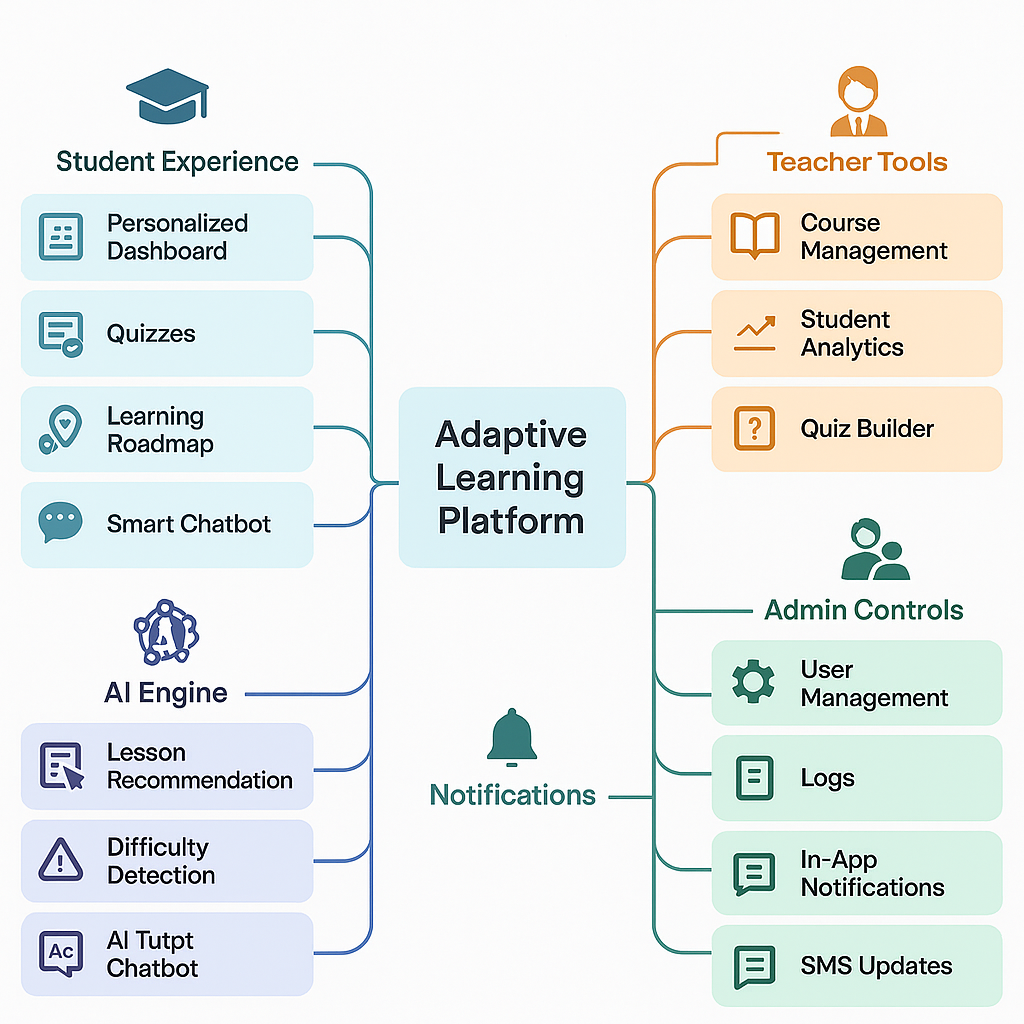 Student Experience
Personalized
Dashboard
Quizzes
Learning
Roadmap
Smart Chatbot
AI Engine
Lesson
Recommendation
Difficulty
Detection
Ac
AI Tutpt
Chatbot
Adaptive
Learning
Platform
Notifications
Teacher Tools
Course
Management
Student
Analytics
?
Quiz Builder
Admin Controls
User
Management
Logs
In-App
Notifications
SMS Updates